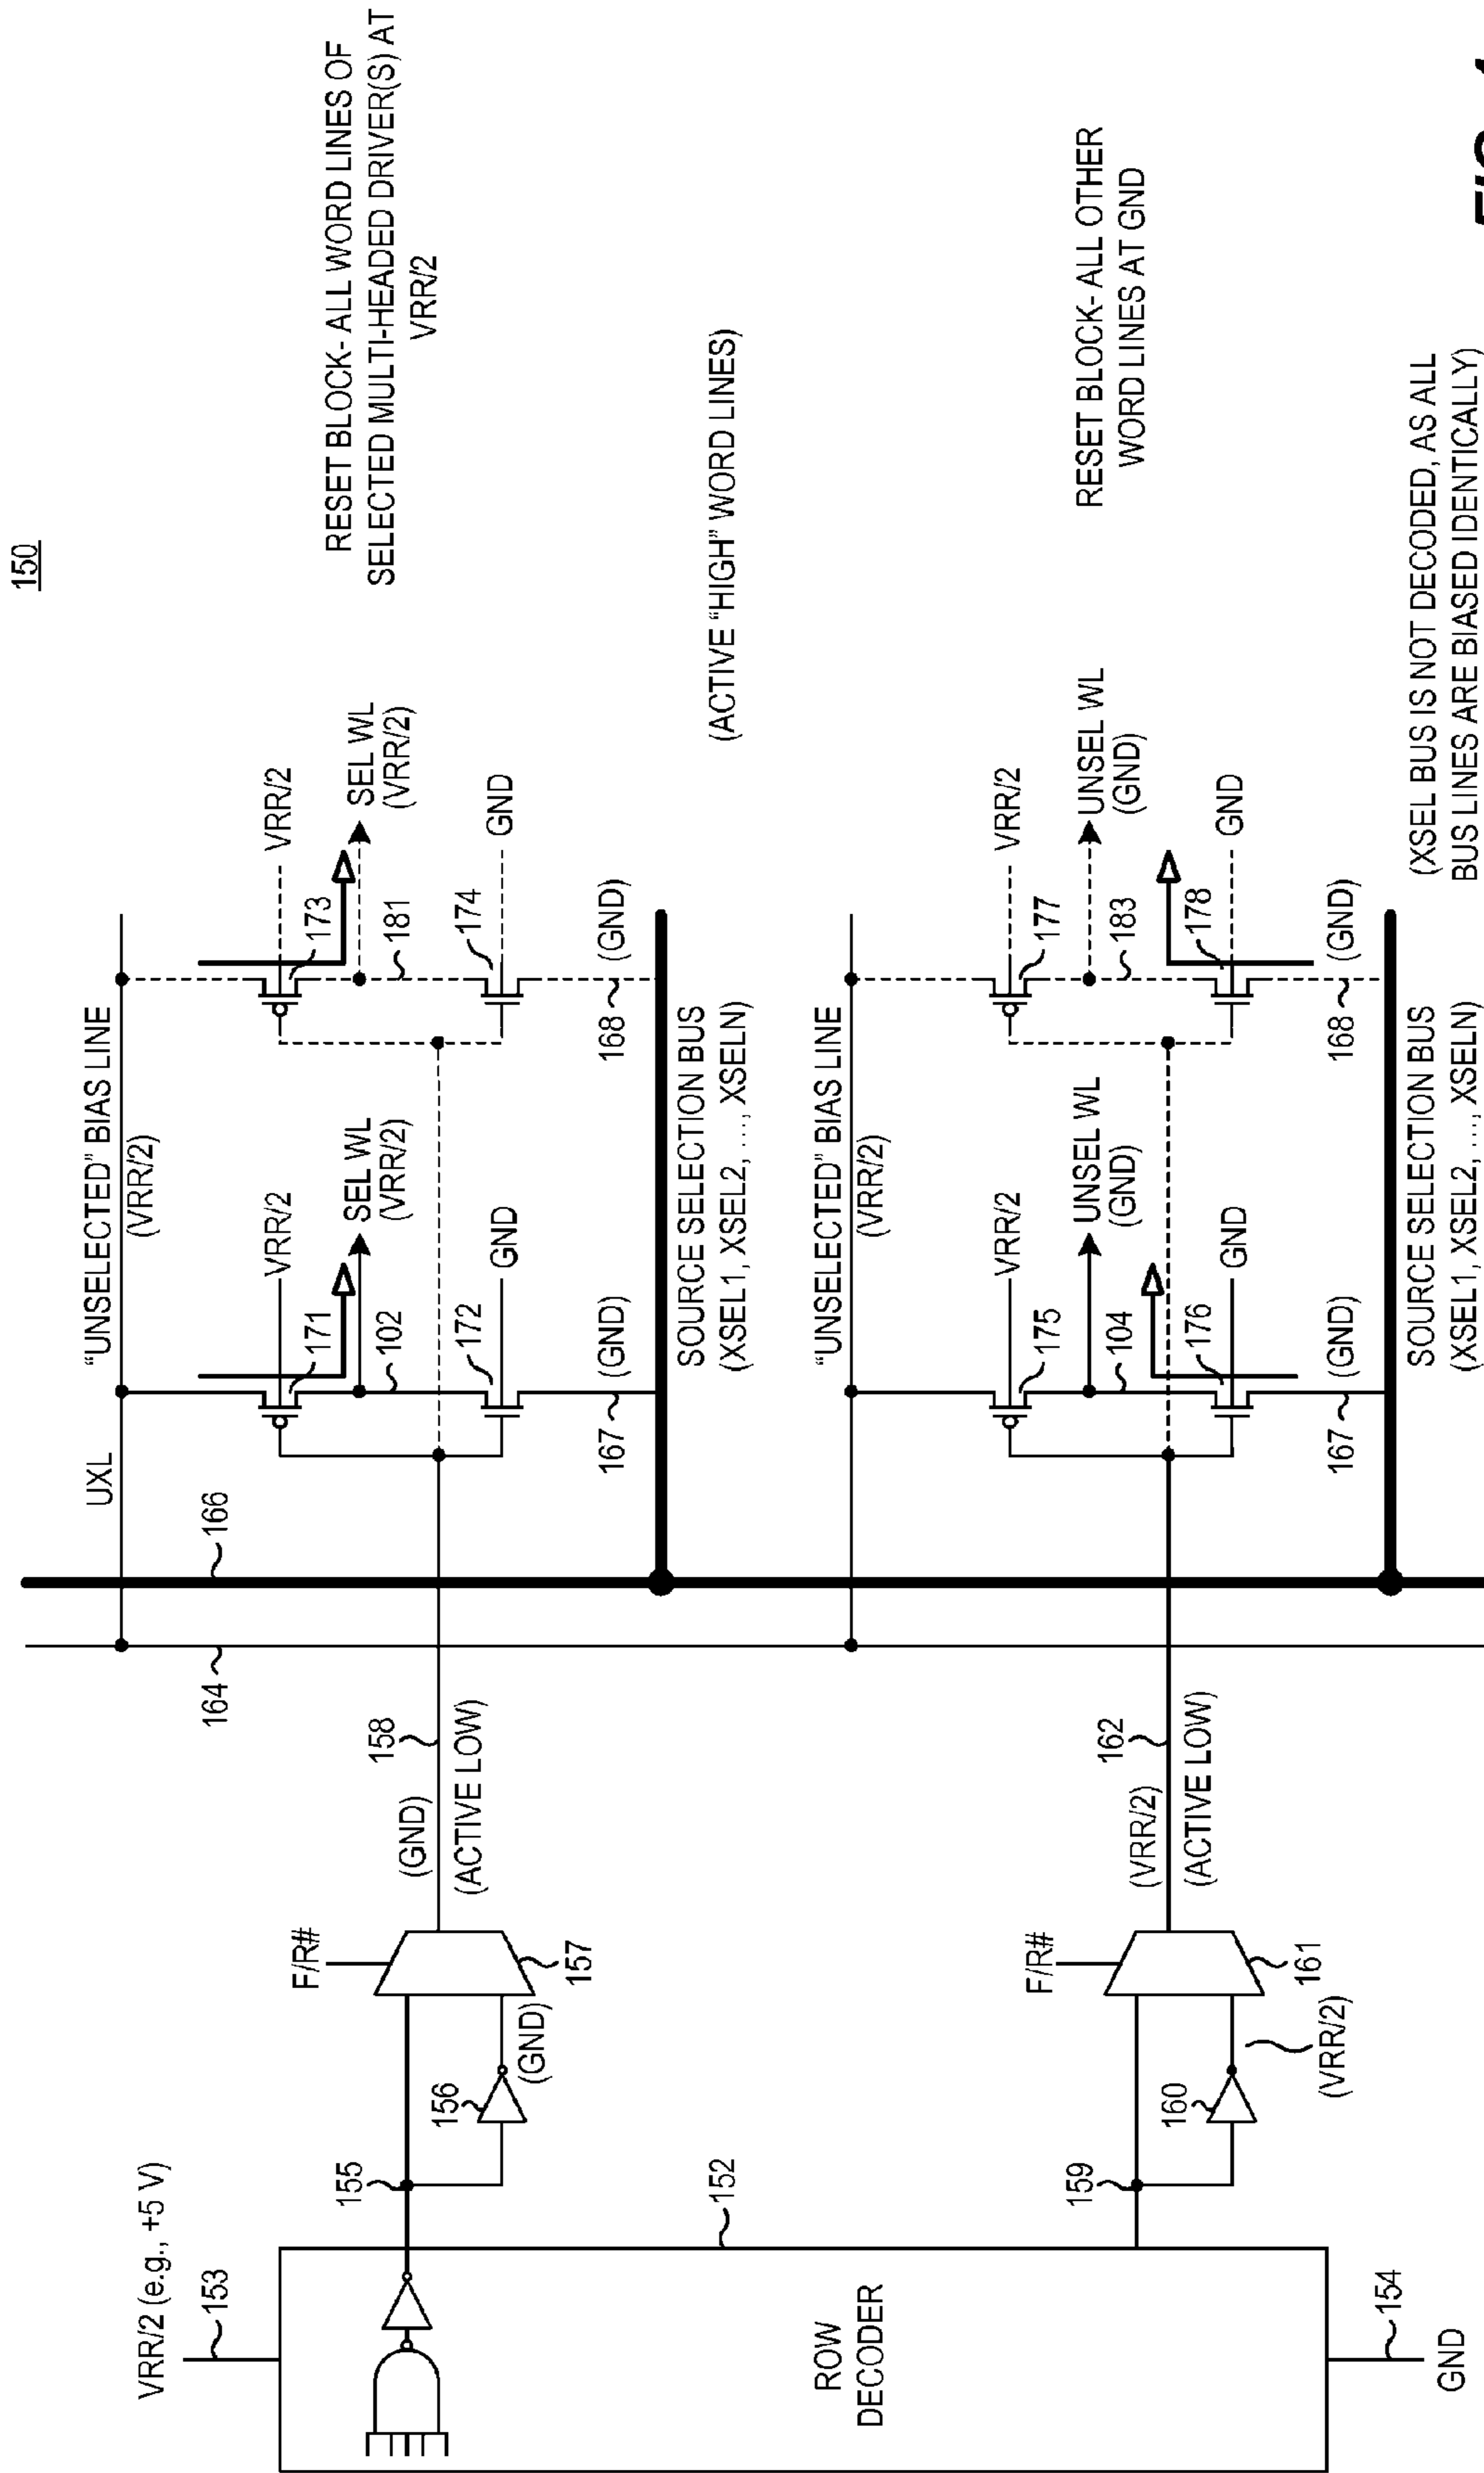 150
RESET BLOCK- ALL WORD LINES OF
SELECTED MULTI-HEADED DRIVER(S) AT
VRR/2
(ACTIVE “HIGH” WORD LINES)
RESET BLOCK- ALL OTHER
WORD LINES AT GND
(XSEL BUS IS NOT DECODED, AS ALL
BUS LINES ARE BIASED IDENTICALLY)
VRR/2 (e.g., +5 V)
153
155
156
(GND)
F/R#
157
(GND)
158
(ACTIVE LOW)
164
166
UXL
“UNSELECTED” BIAS LINE
(VRR/2)
VRR/2
171
SEL WL
(VRR/2)
102
172
GND
167
(GND)
VRR/2
173
SEL WL
(VRR/2)
181
174
GND
168
(GND)
SOURCE SELECTION BUS
(XSEL1, XSEL2, ..., XSELN)
152
ROW
DECODER
154
GND
159
160
(VRR/2)
F/R#
161
(VRR/2)
162
(ACTIVE LOW)
“UNSELECTED” BIAS LINE
(VRR/2)
VRR/2
175
UNSEL WL
(GND)
104
176
GND
167
(GND)
VRR/2
177
UNSEL WL
(GND)
183
178
GND
168
(GND)
SOURCE SELECTION BUS
(XSEL1, XSEL2, ..., XSELN)